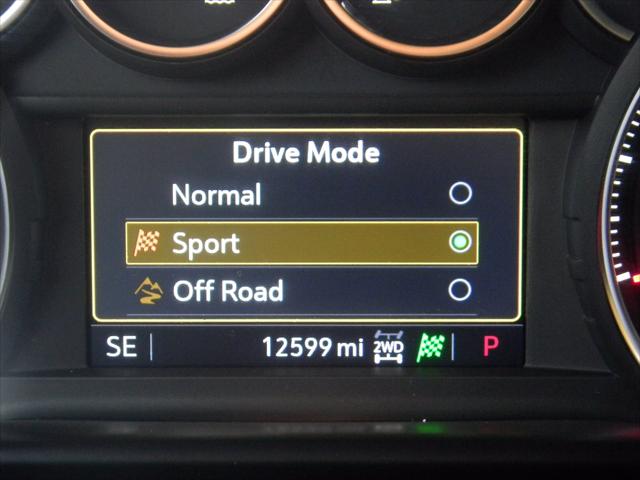 Drive Mode
Normal
Sport
Off Road
SE 12599 mi 2WD P